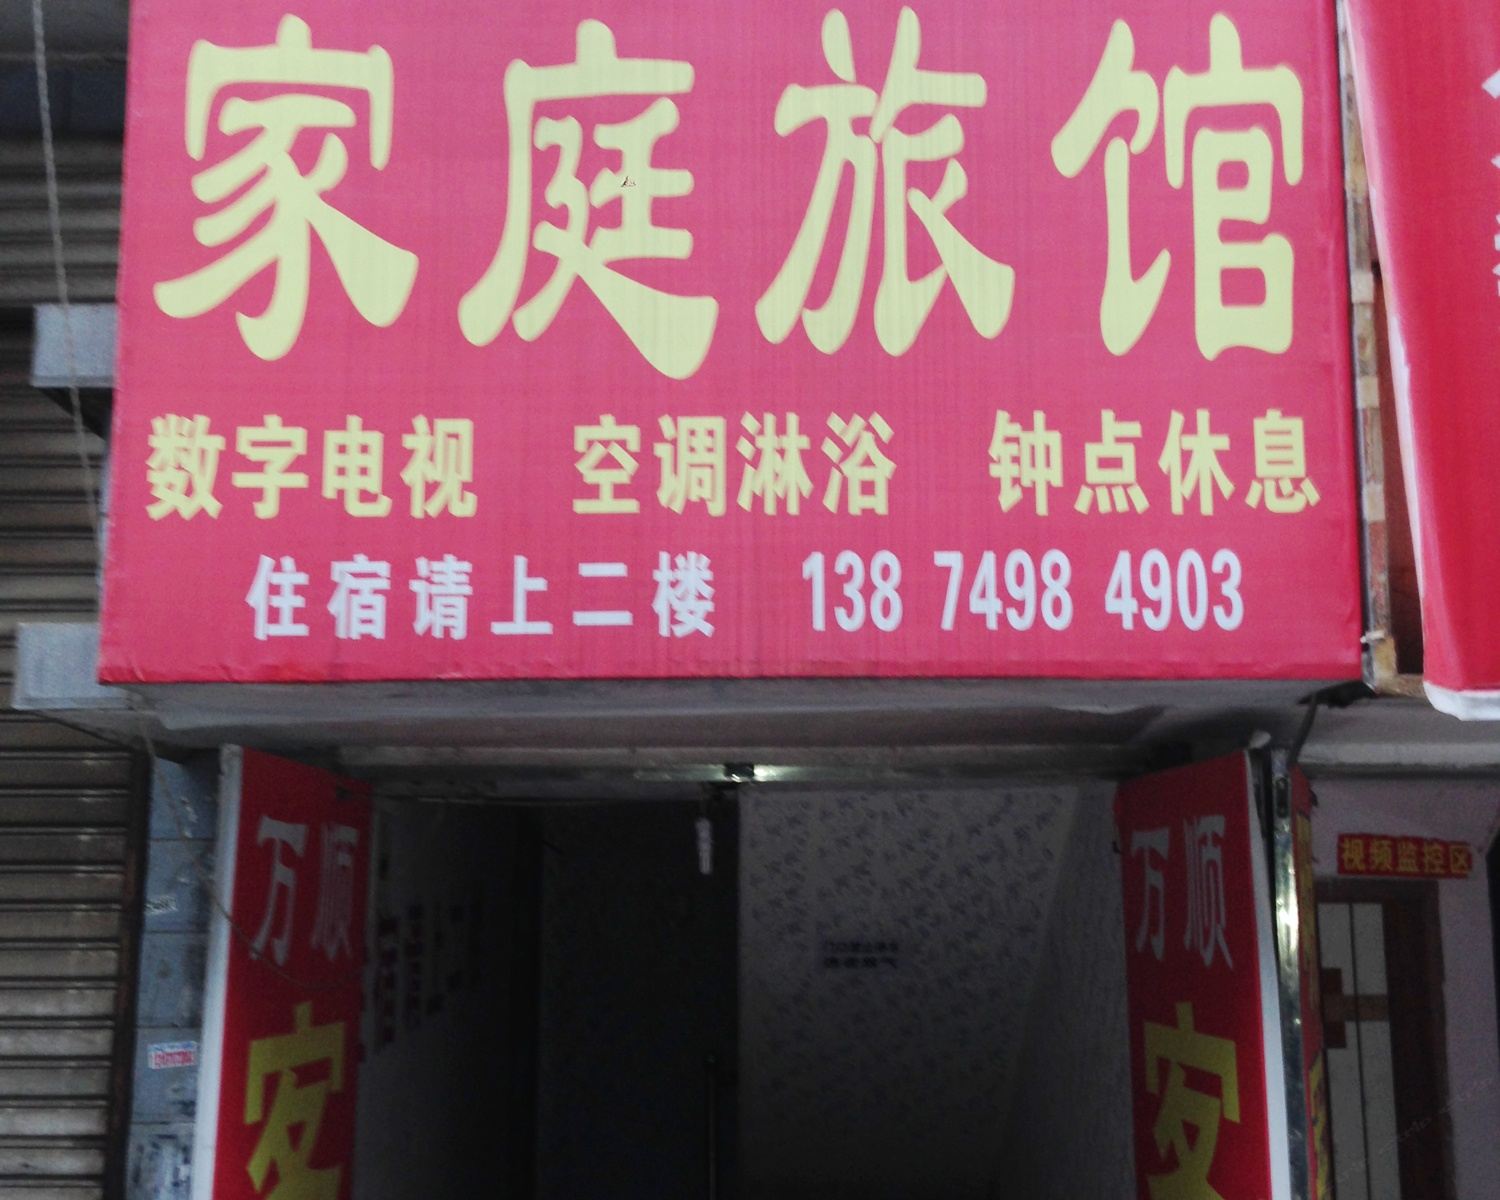 家庭旅馆
数字电视 空调淋浴 钟点休息
住宿请上二楼 138 7498 4903
万顺
万顺
视频监控区